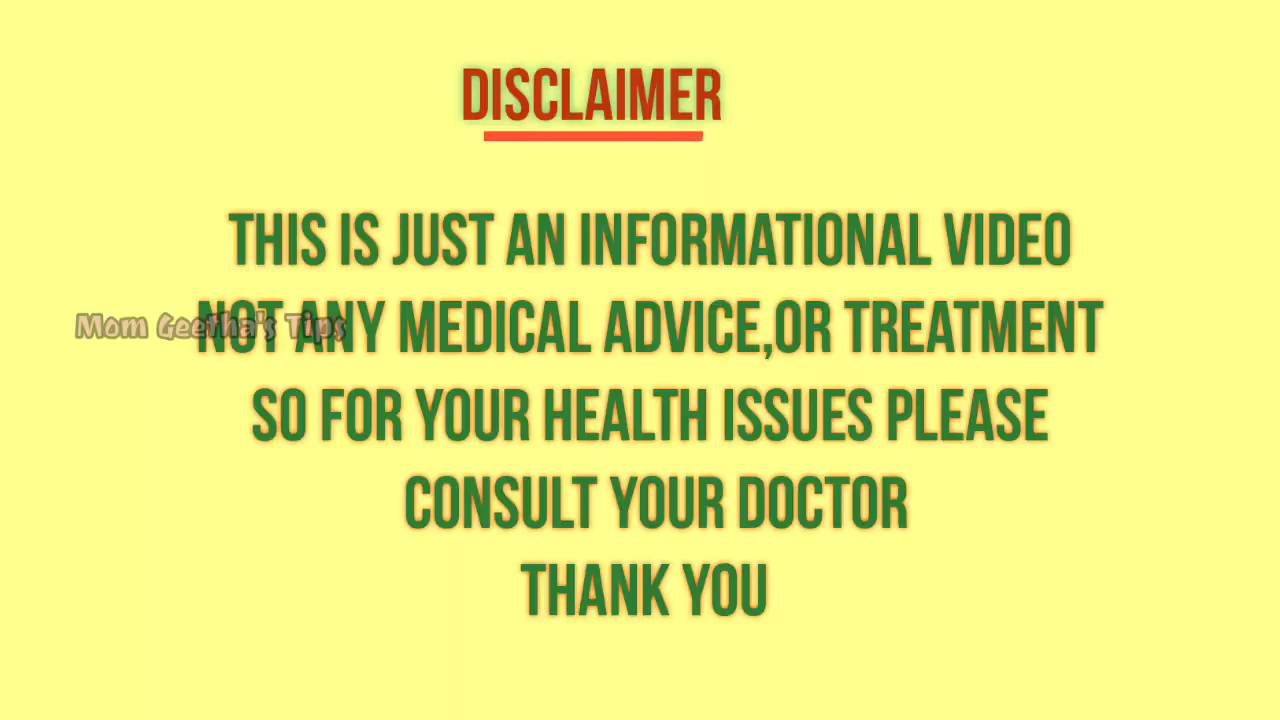 DISCLAIMER
THIS IS JUST AN INFORMATIONAL VIDEO
NOT ANY MEDICAL ADVICE,OR TREATMENT
Mom Geetha's Tips
SO FOR YOUR HEALTH ISSUES PLEASE
CONSULT YOUR DOCTOR
THANK YOU